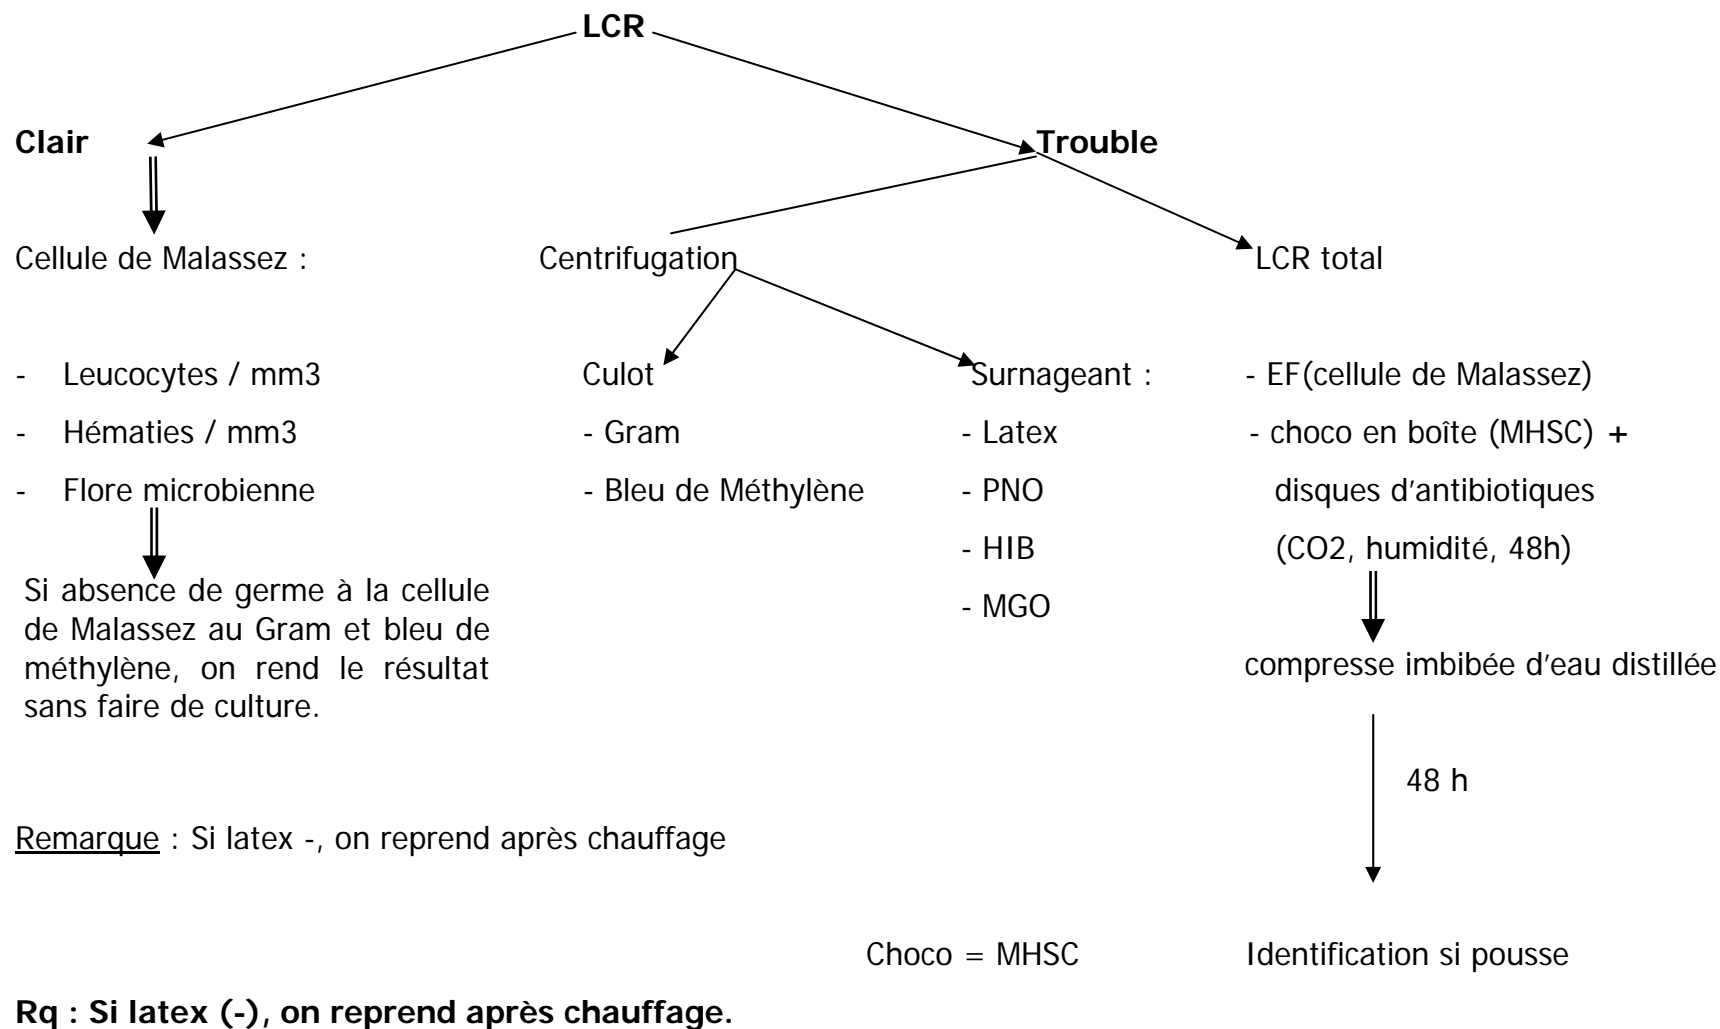 LCR
Clair
Trouble
Cellule de Malassez :
Centrifugation
LCR total
- Leucocytes / mm3
- Hématies / mm3
- Flore microbienne
Si absence de germe à la cellule
de Malassez au Gram et bleu de
méthylène, on rend le résultat
sans faire de culture.
Culot
- Gram
- Bleu de Méthylène
Surnageant :
- Latex
- PNO
- HIB
- MGO
- EF(cellule de Malassez)
- choco en boîte (MHSC) +
disques d'antibiotiques
(CO2, humidité, 48h)
compresse imbibée d'eau distillée
48 h
Remarque : Si latex -, on reprend après chauffage
Choco = MHSC
Identification si pousse
Rq : Si latex (-), on reprend après chauffage.